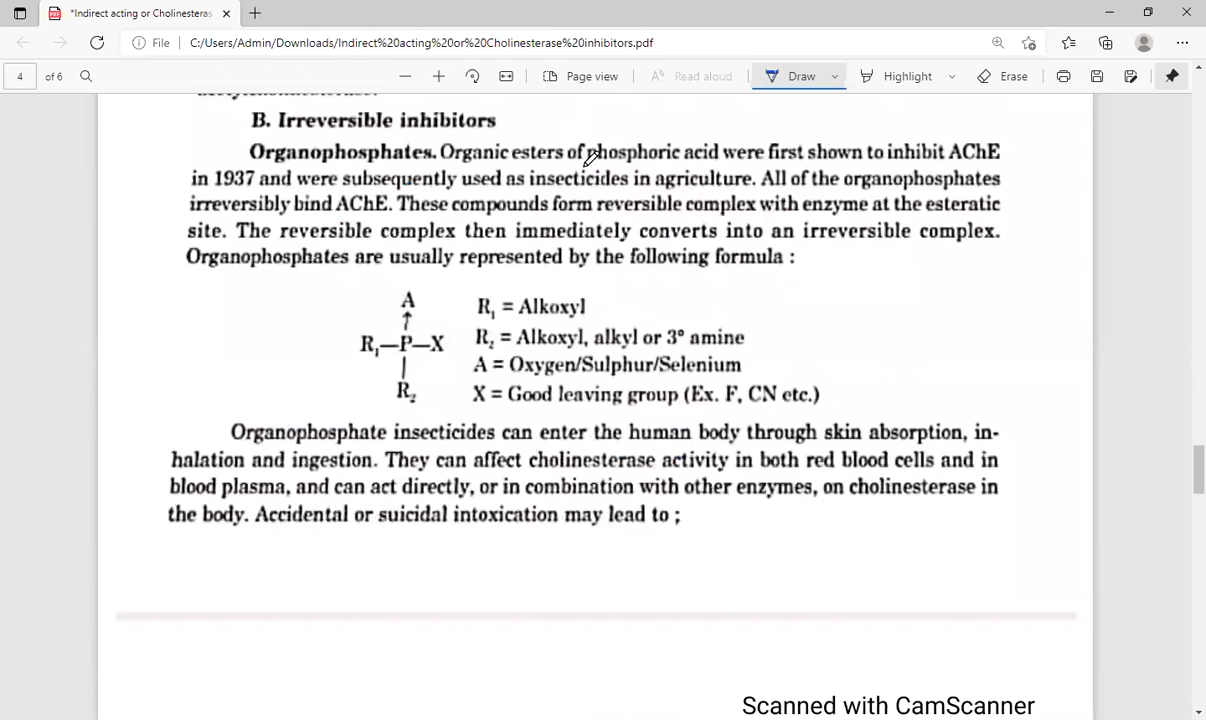 *Indirect acting or Cholinesteras
File
C:/Users/Admin/Downloads/Indirect%20acting%20or%20Cholinesterase%20inhibitors.pdf
4 of 6
Page view
Read aloud
Draw
Highlight
Erase
B. Irreversible inhibitors
Organophosphates. Organic esters of phosphoric acid were first shown to inhibit AChE
in 1937 and were subsequently used as insecticides in agriculture. All of the organophosphates
irreversibly bind AChE. These compounds form reversible complex with enzyme at the esteratic
site. The reversible complex then immediately converts into an irreversible complex.
Organophosphates are usually represented by the following formula :
A
↑
R₁—P—X
|
R₂
R₁ = Alkoxyl
R₂ = Alkoxyl, alkyl or 3° amine
A = Oxygen/Sulphur/Selenium
X = Good leaving group (Ex. F, CN etc.)
Organophosphate insecticides can enter the human body through skin absorption, in-
halation and ingestion. They can affect cholinesterase activity in both red blood cells and in
blood plasma, and can act directly, or in combination with other enzymes, on cholinesterase in
the body. Accidental or suicidal intoxication may lead to ;
Scanned with CamScanner